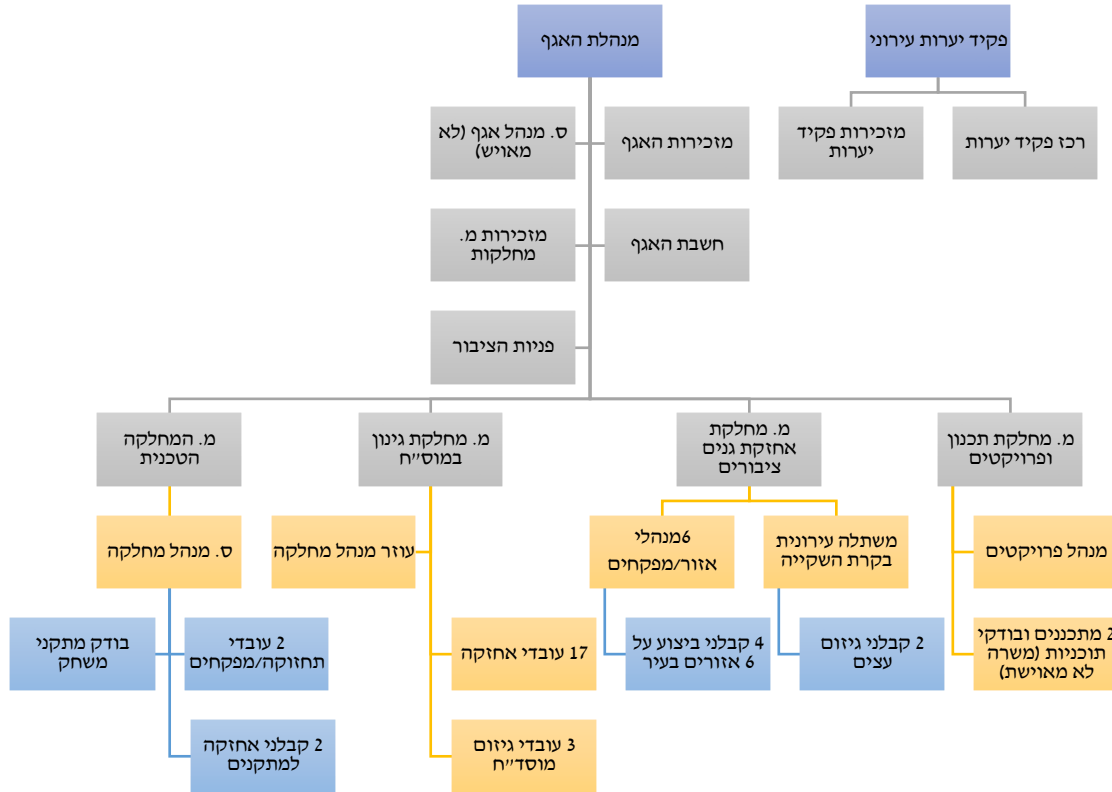 פקיד יערות עירוני
מנהלת האגף
רכז פקיד יערות
מזכירות פקיד
יערות
מזכירות האגף
ס. מנהל אגף (לא
מאויש)
חשבת האגף
מזכירות מ.
מחלקות
פניות הציבור
מ. מחלקת תכנון
ופרויקטים
מ. מחלקת
אחזקת גנים
ציבורים
מ. מחלקת גינון
במוס"ח
מ. המחלקה
הטכנית
מנהל פרויקטים
משתלה עירונית
בקרת השקייה
6מנהלי
אזור/מפקחים
עוזר מנהל מחלקה
ס. מנהל מחלקה
2 מתכננים ובודקי
תוכניות (משרה
לא מאוישת)
2 קבלני גיזום
עצים
4 קבלני ביצוע על
6 אזורים בעיר
17 עובדי אחזקה
2 עובדי
תחזוקה/מפקחים
בודק מתקני
משחק
3 עובדי גיזום
מוסד"ח
2 קבלני אחזקה
למתקנים